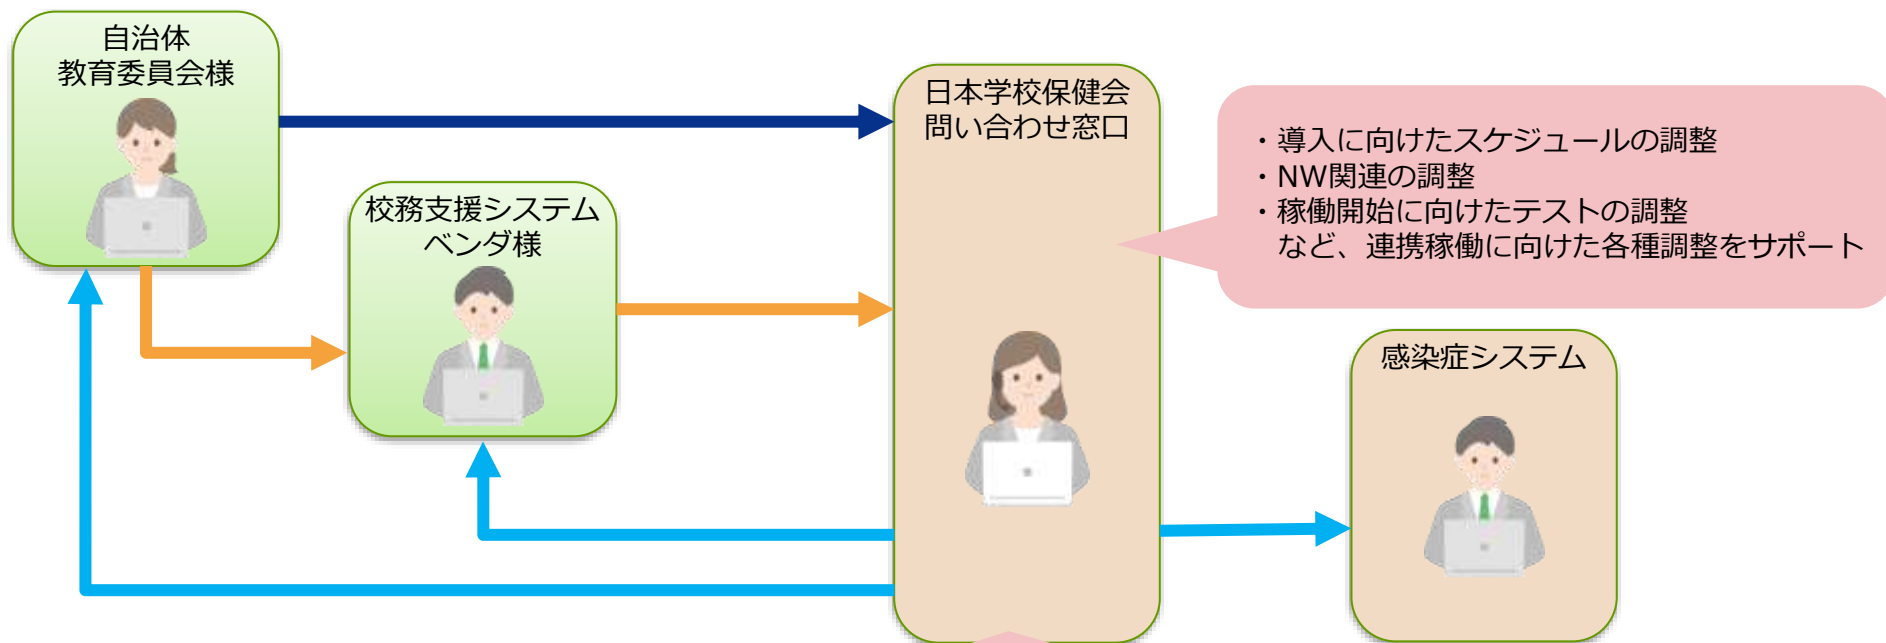 自治体
教育委員会様
校務支援システム
ベンダ様
日本学校保健会
問い合わせ窓口
・導入に向けたスケジュールの調整
・NW関連の調整
・稼働開始に向けたテストの調整
など、連携稼働に向けた各種調整をサポート
感染症システム